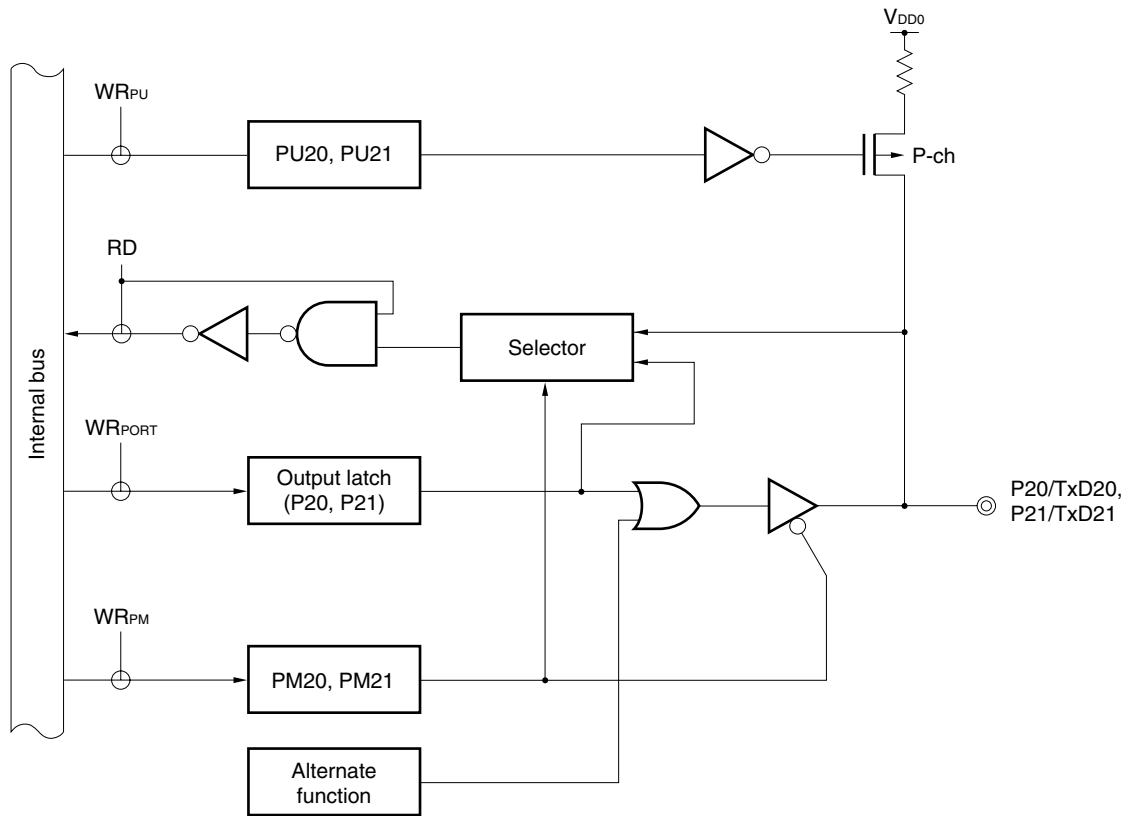 VDD0
WRPU
PU20, PU21
P-ch
RD
Selector
Internal bus
WRPORT
Output latch
(P20, P21)
P20/TxD20,
P21/TxD21
WRPM
PM20, PM21
Alternate
function